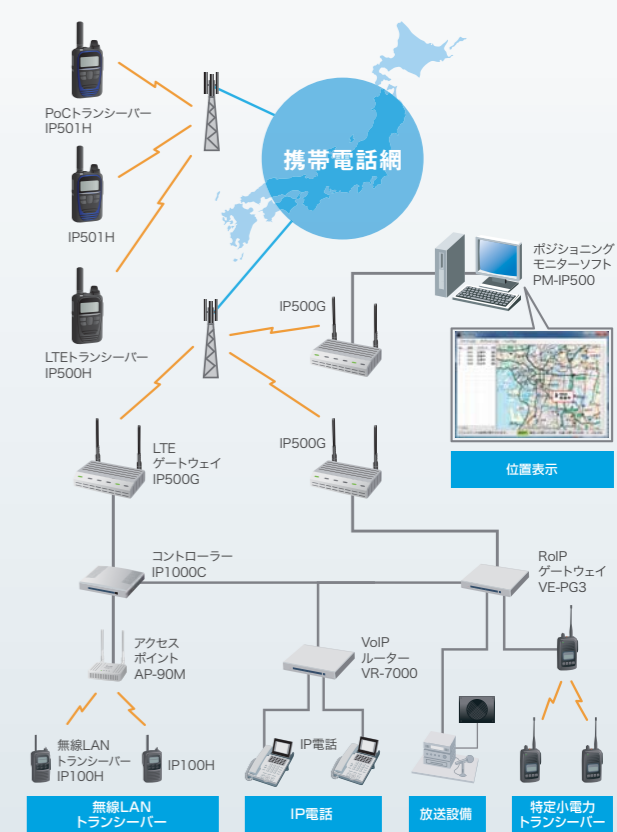 PoCトランシーバー
IP501H
IP501H
LTEトランシーバー
IP500H
携帯電話網
IP500G
ポジショニング
モニターソフト
PM-IP500
位置表示
LTE
ゲートウェイ
IP500G
IP500G
コントローラー
IP1000C
RoIP
ゲートウェイ
VE-PG3
アクセス
ポイント
AP-90M
VoIP
ルーター
VR-7000
無線LAN
トランシーバー
IP100H
IP100H
IP電話
無線LAN
トランシーバー
IP電話
放送設備
特定小電力
トランシーバー